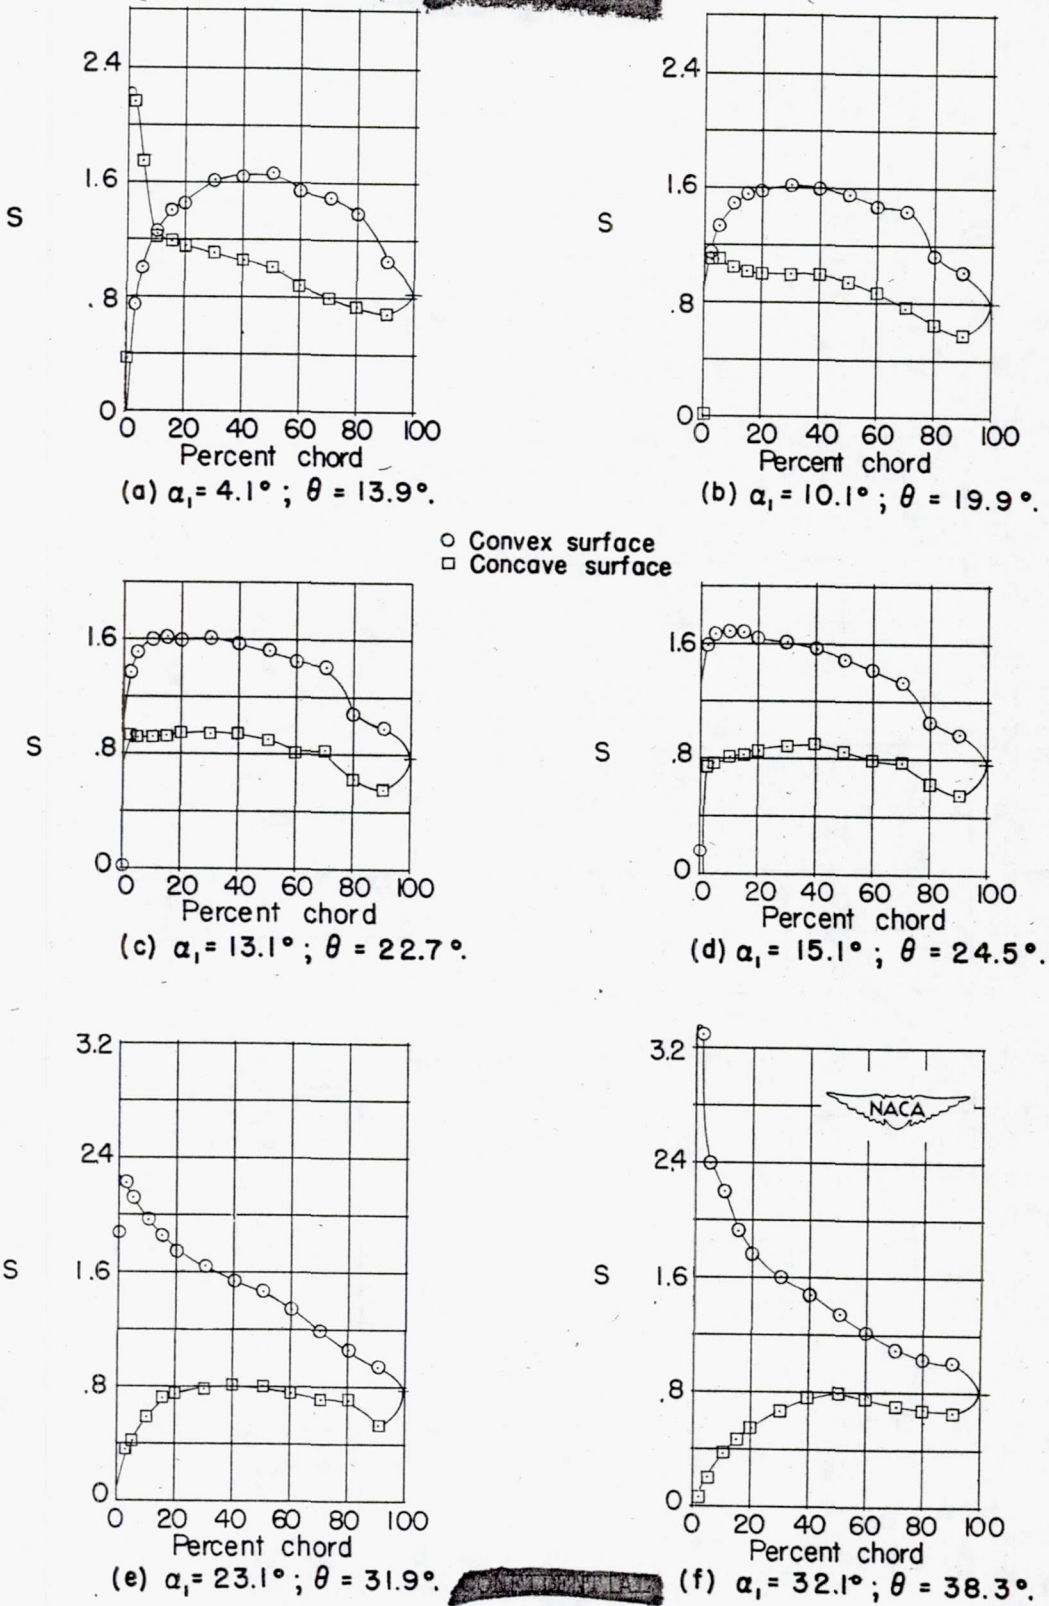 2.4
1.6
S
.8
0
0 20 40 60 80 100
Percent chord
(a) α₁= 4.1° ; θ = 13.9°.
2.4
1.6
S
.8
0
0 20 40 60 80 100
Percent chord
(b) α₁= 10.1° ; θ = 19.9°.
Convex surface
Concave surface
1.6
S
.8
0
0 20 40 60 80 100
Percent chord
(c) α₁= 13.1° ; θ = 22.7°.
1.6
S
.8
0
0 20 40 60 80 100
Percent chord
(d) α₁= 15.1° ; θ = 24.5°.
3.2
2.4
S
1.6
.8
0
0 20 40 60 80 100
Percent chord
(e) α₁= 23.1° ; θ = 31.9°.
3.2
NACA
2.4
S
1.6
.8
0
0 20 40 60 80 100
Percent chord
(f) α₁= 32.1° ; θ = 38.3°.